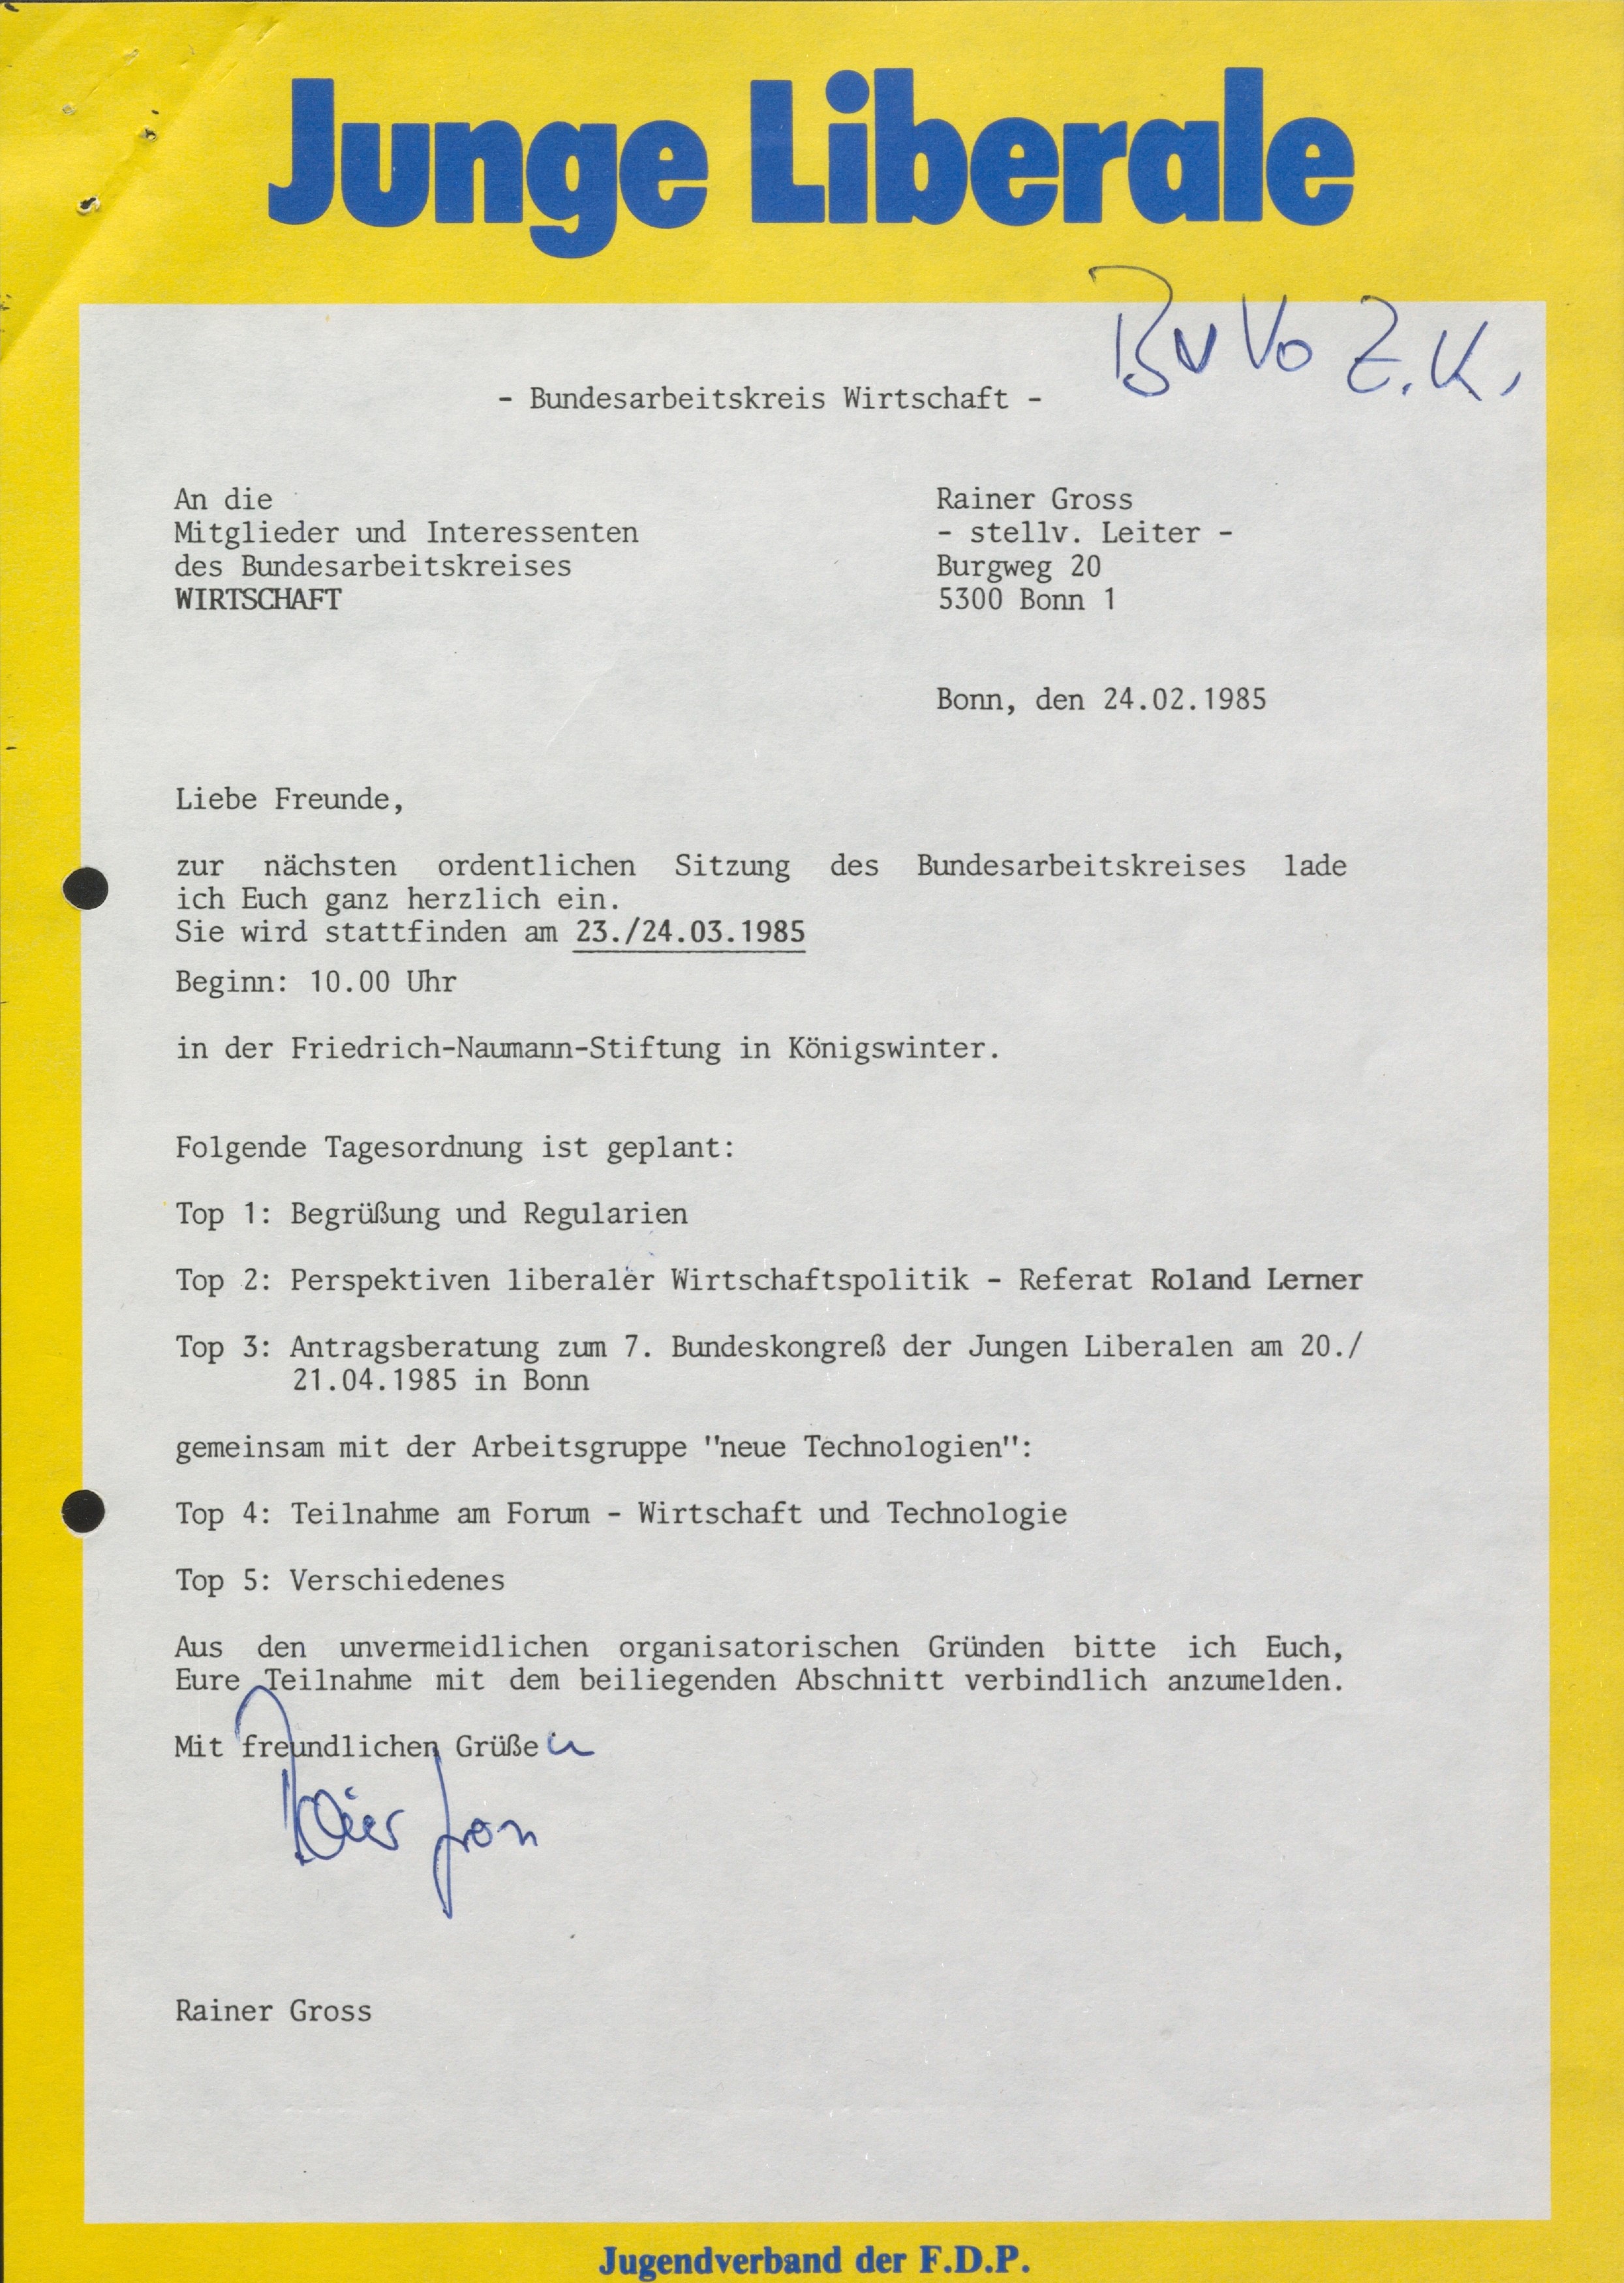 Junge Liberale
BuVo z.K.
- Bundesarbeitskreis Wirtschaft -
An die
Mitglieder und Interessenten
des Bundesarbeitskreises
WIRTSCHAFT
Rainer Gross
- stellv. Leiter -
Burgweg 20
5300 Bonn 1
Bonn, den 24.02.1985
Liebe Freunde,
zur nächsten ordentlichen Sitzung des Bundesarbeitskreises lade
ich Euch ganz herzlich ein.
Sie wird stattfinden am 23./24.03.1985
Beginn: 10.00 Uhr
in der Friedrich-Naumann-Stiftung in Königswinter.
Folgende Tagesordnung ist geplant:
Top 1: Begrüßung und Regularien
Top 2: Perspektiven liberaler Wirtschaftspolitik - Referat Roland Lerner
Top 3: Antragsberatung zum 7. Bundeskongreß der Jungen Liberalen am 20./
21.04.1985 in Bonn
gemeinsam mit der Arbeitsgruppe "neue Technologien":
Top 4: Teilnahme am Forum - Wirtschaft und Technologie
Top 5: Verschiedenes
Aus den unvermeidlichen organisatorischen Gründen bitte ich Euch,
Eure Teilnahme mit dem beiliegenden Abschnitt verbindlich anzumelden.
Mit freundlichen Grüßen
Rainer Gross
Rainer Gross
Jugendverband der F.D.P.